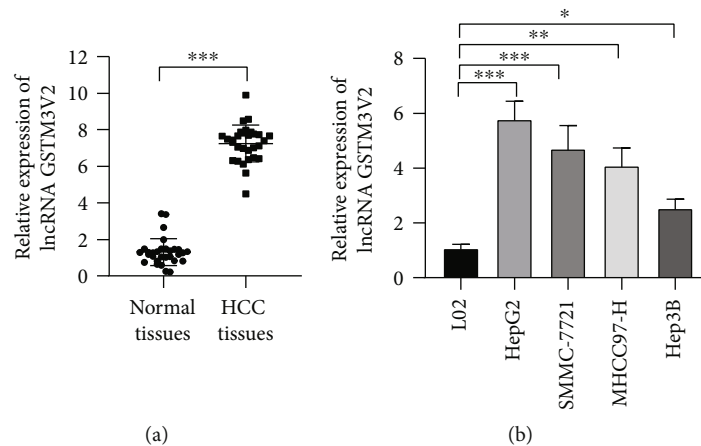 Relative expression of
lncRNA GSTM3V2
12
10
8
6
4
2
0
***
Normal
tissues
HCC
tissues
(a)
Relative expression of
lncRNA GSTM3V2
8
6
4
2
0
*
**
***
***
L02
HepG2
SMMC-7721
MHCC97-H
Hep3B
(b)